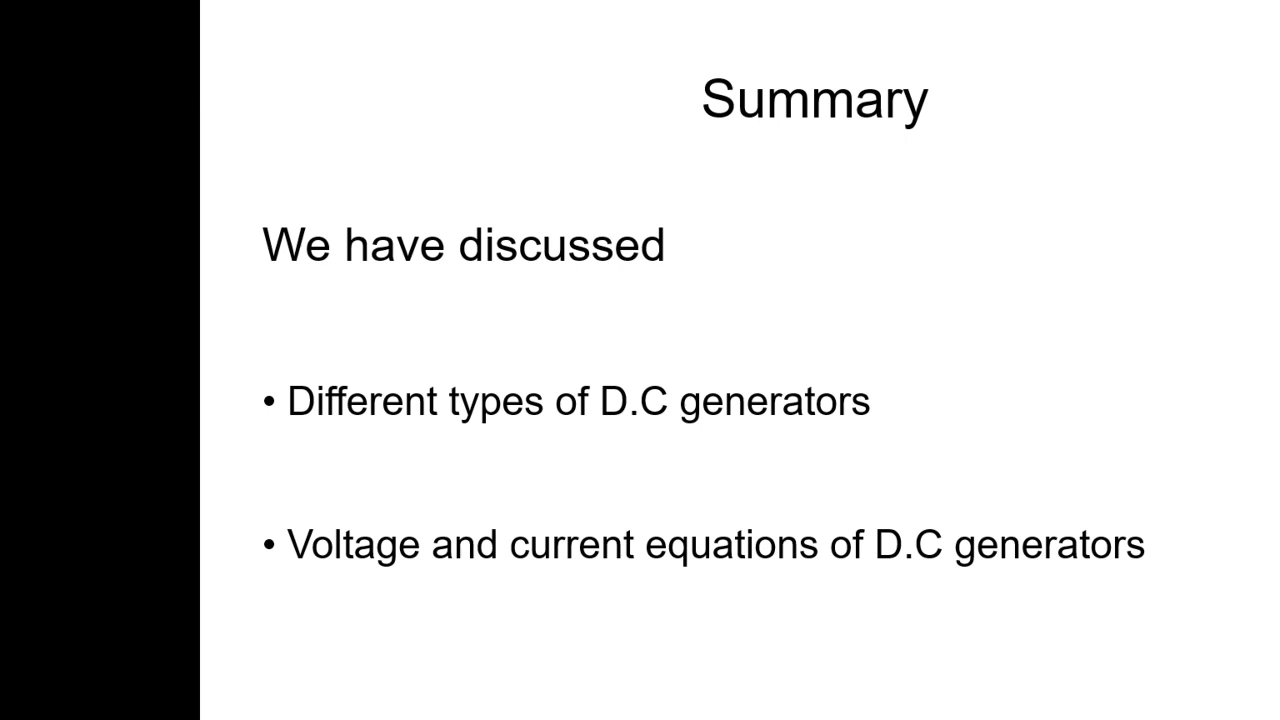 Summary
We have discussed
• Different types of D.C generators
• Voltage and current equations of D.C generators